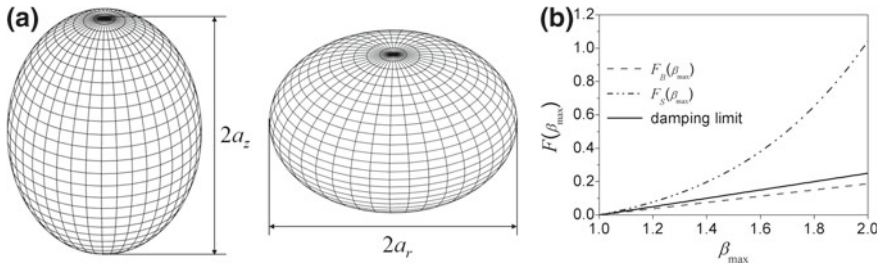 (a)
2a_z
2a_r
(b)
F(β_max)
1.2
1.0
0.8
0.6
0.4
0.2
0.0
F_B(β_max)
F_S(β_max)
damping limit
1.0 1.2 1.4 1.6 1.8 2.0
β_max